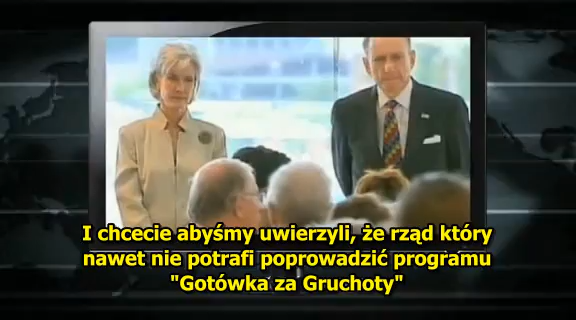 I chcecie abyśmy uwierzyli, że rząd który
nawet nie potrafi poprowadzić programu
"Gotówka za Gruchoty"